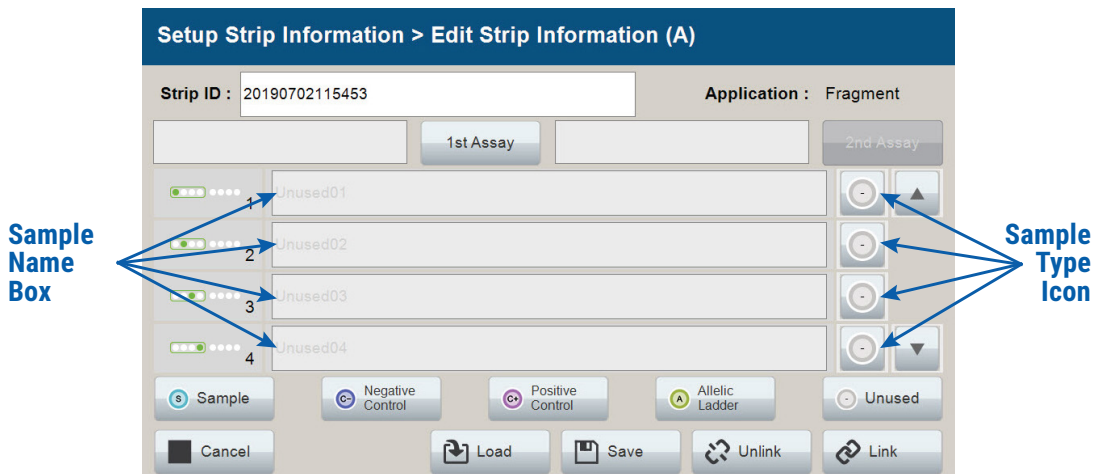 Setup Strip Information > Edit Strip Information (A)
Strip ID : 20190702115453 Application : Fragment
1st Assay 2nd Assay
1 Unused01
2 Unused02
3 Unused03
4 Unused04
Sample
Name
Box
Sample
Type
Icon
S Sample
C- Negative
Control
C+ Positive
Control
A Allelic
Ladder
- Unused
Cancel Load Save Unlink Link